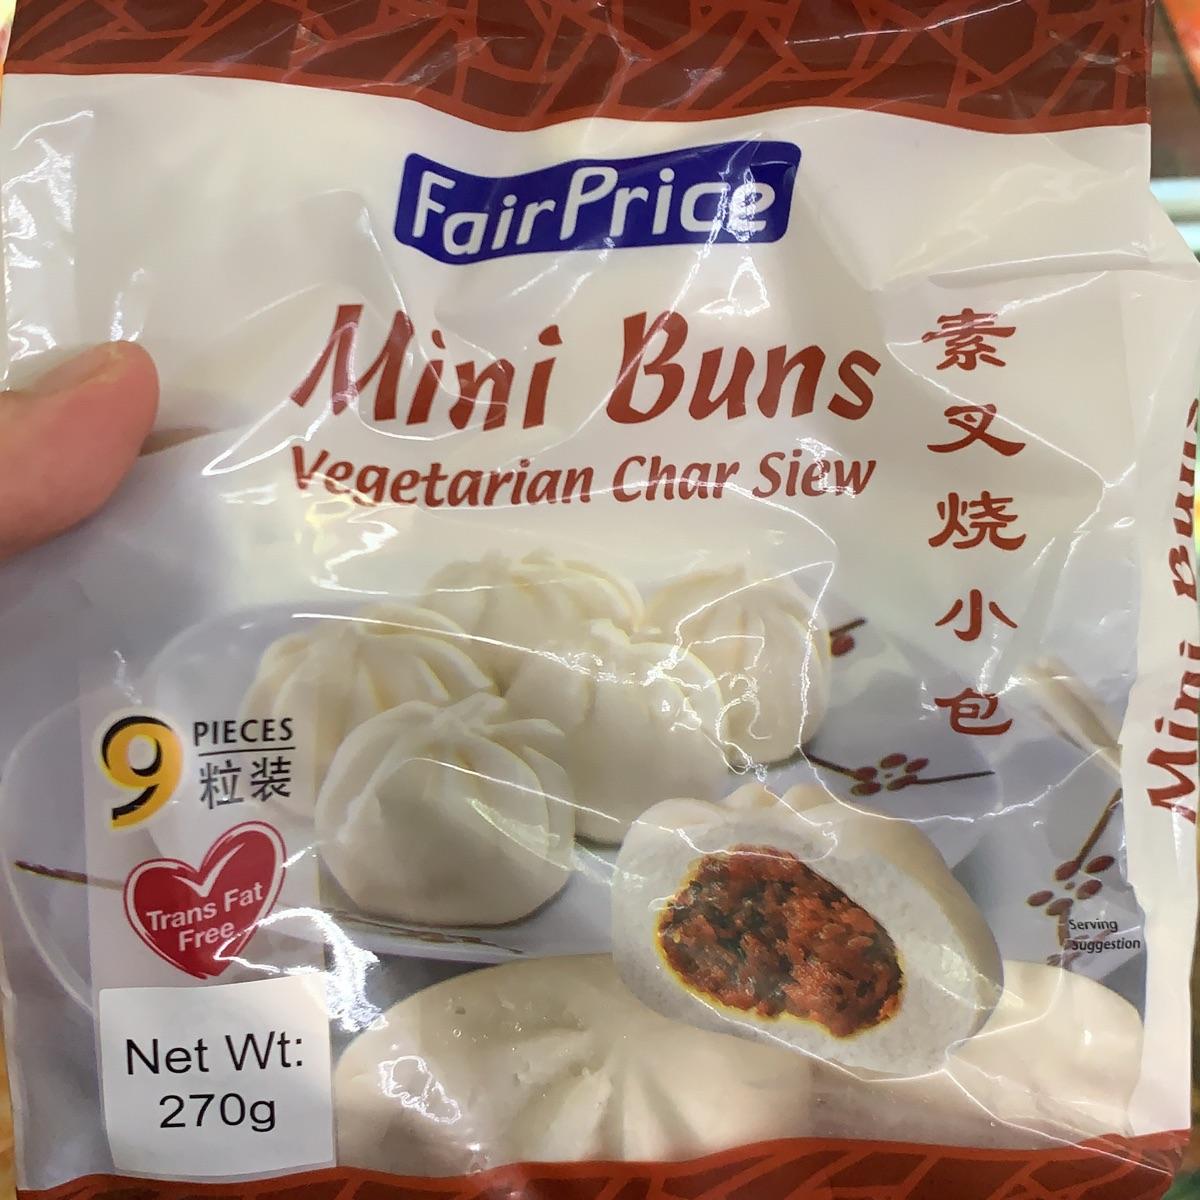 FairPrice
Mini Buns
Vegetarian Char Siew
素叉烧小包
9 PIECES
粒装
Trans Fat
Free
Serving
Suggestion
Net Wt:
270g
Mini Buns